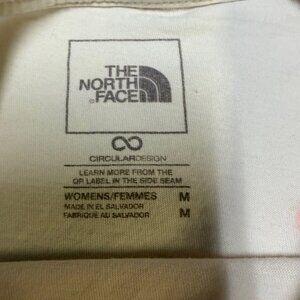 THE
NORTH
FACE
CIRCULARDESIGN
LEARN MORE FROM THE
QR LABEL IN THE SIDE SEAM
WOMENS/FEMMES M
MADE IN EL SALVADOR
FABRIQUE AU SALVADOR M